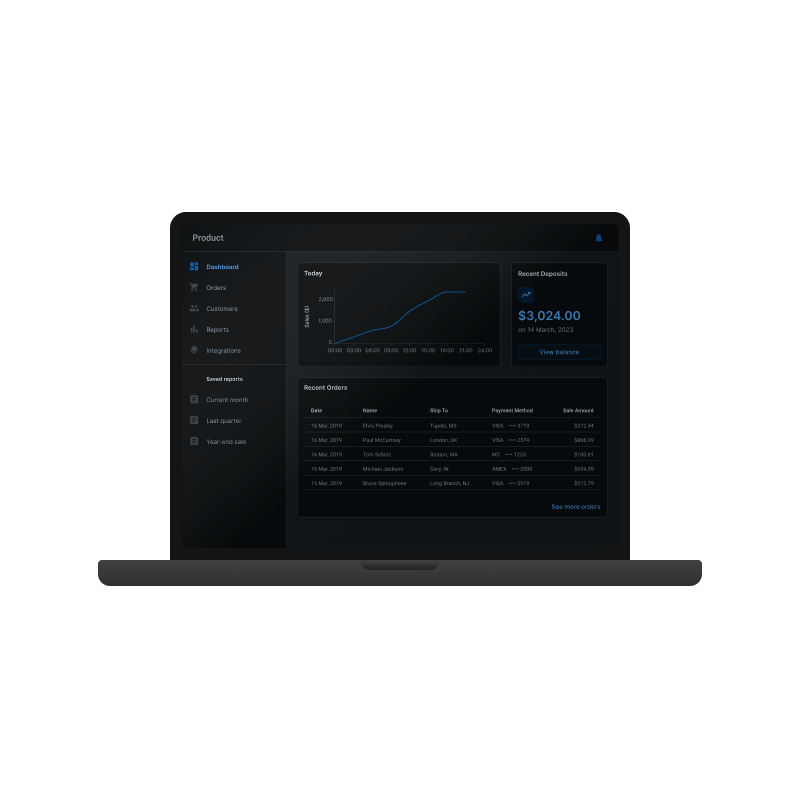 Product
Dashboard
Orders
Customers
Reports
Integrations
Saved reports
Current month
Last quarter
Year-end sale
Today
Sales ($)
2,000
1,000
0
00:00 03:00 06:00 09:00 12:00 15:00 18:00 21:00 24:00
Recent Deposits
$3,024.00
on 14 March, 2023
View balance
Recent Orders
Date Name Ship To Payment Method Sale Amount
16 Mar, 2019 Elvis Presley Tupelo, MS VISA •••• 3719 $312.44
16 Mar, 2019 Paul McCartney London, UK VISA •••• 2574 $866.99
16 Mar, 2019 Tom Scholz Boston, MA MC •••• 1253 $100.81
16 Mar, 2019 Michael Jackson Gary, IN AMEX •••• 2000 $654.39
15 Mar, 2019 Bruce Springsteen Long Branch, NJ VISA •••• 5919 $212.79
See more orders